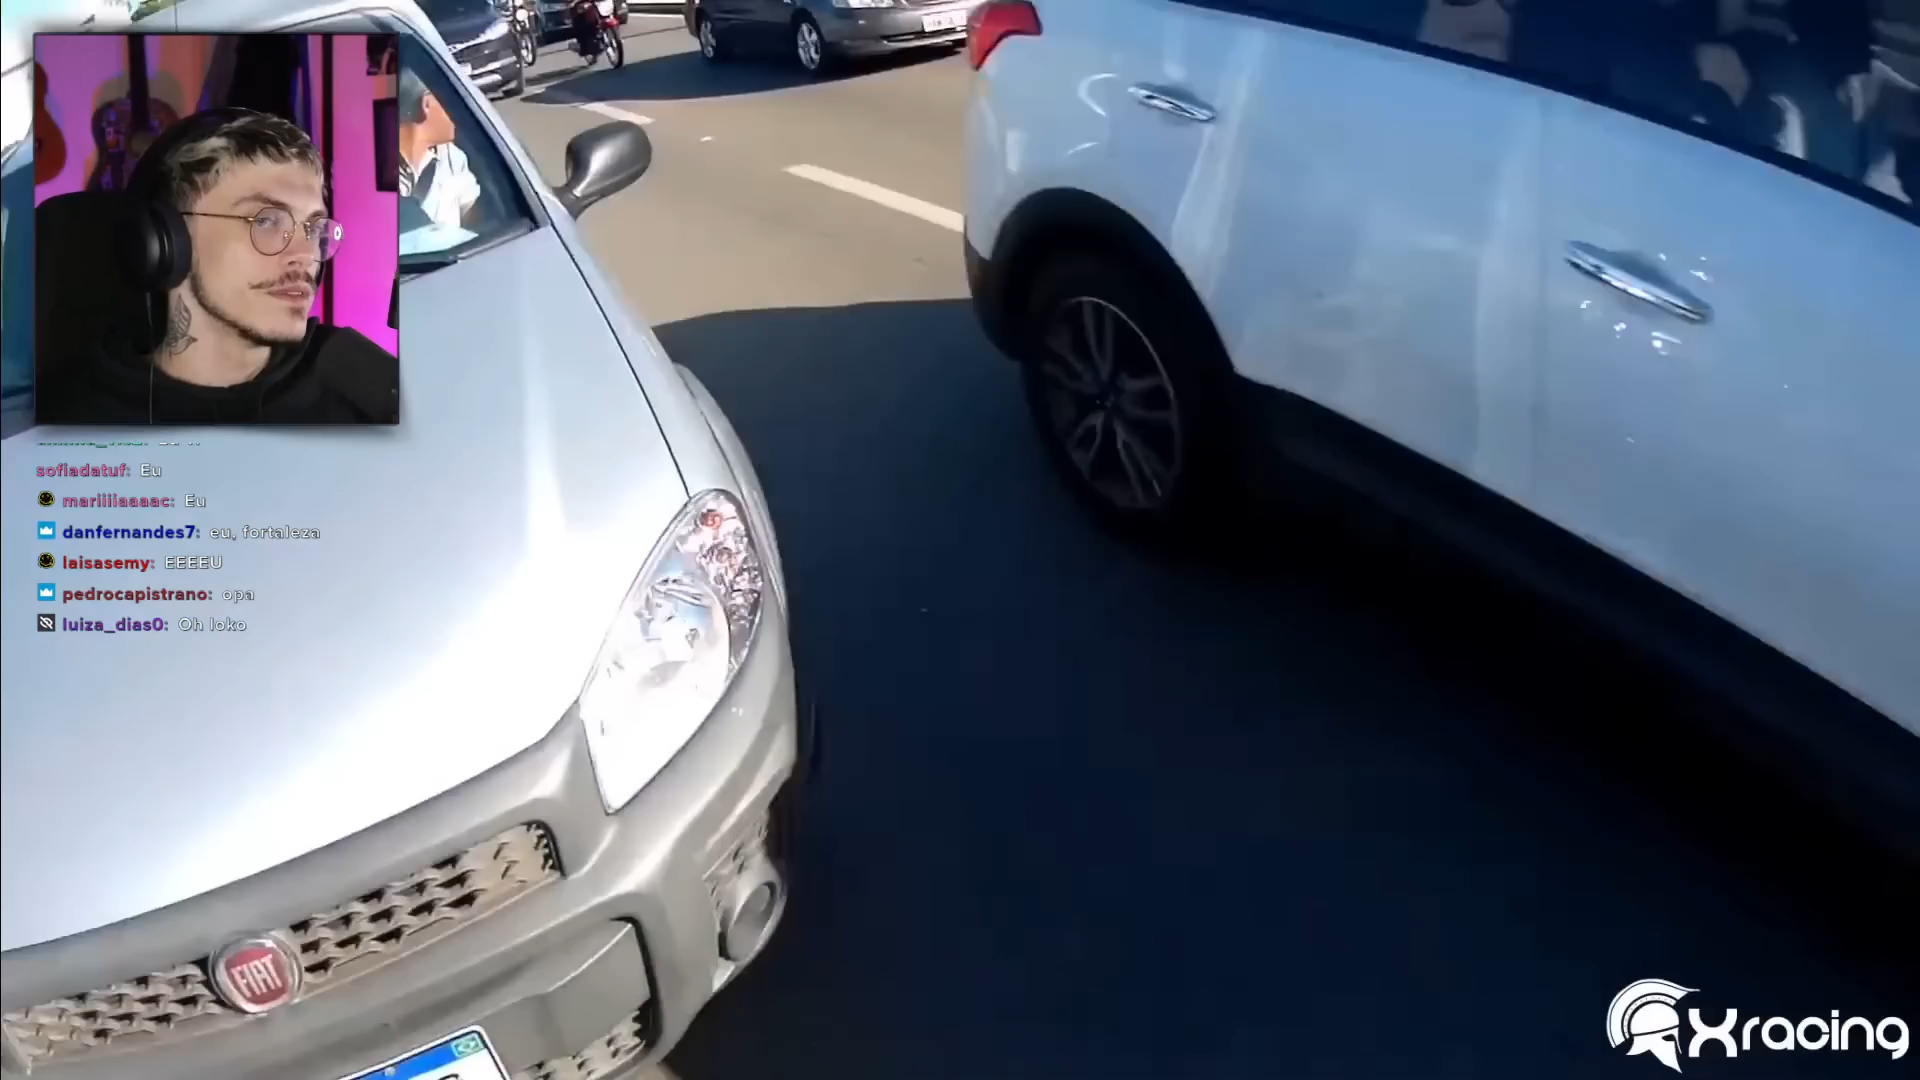 sofiadatuf: Eu
mariiiiaaaac: Eu
danfernandes7: eu, fortaleza
laisasemy: EEEEU
pedrocapistrano: opa
luiza_dias0: Oh loko
FIAT
Xracing